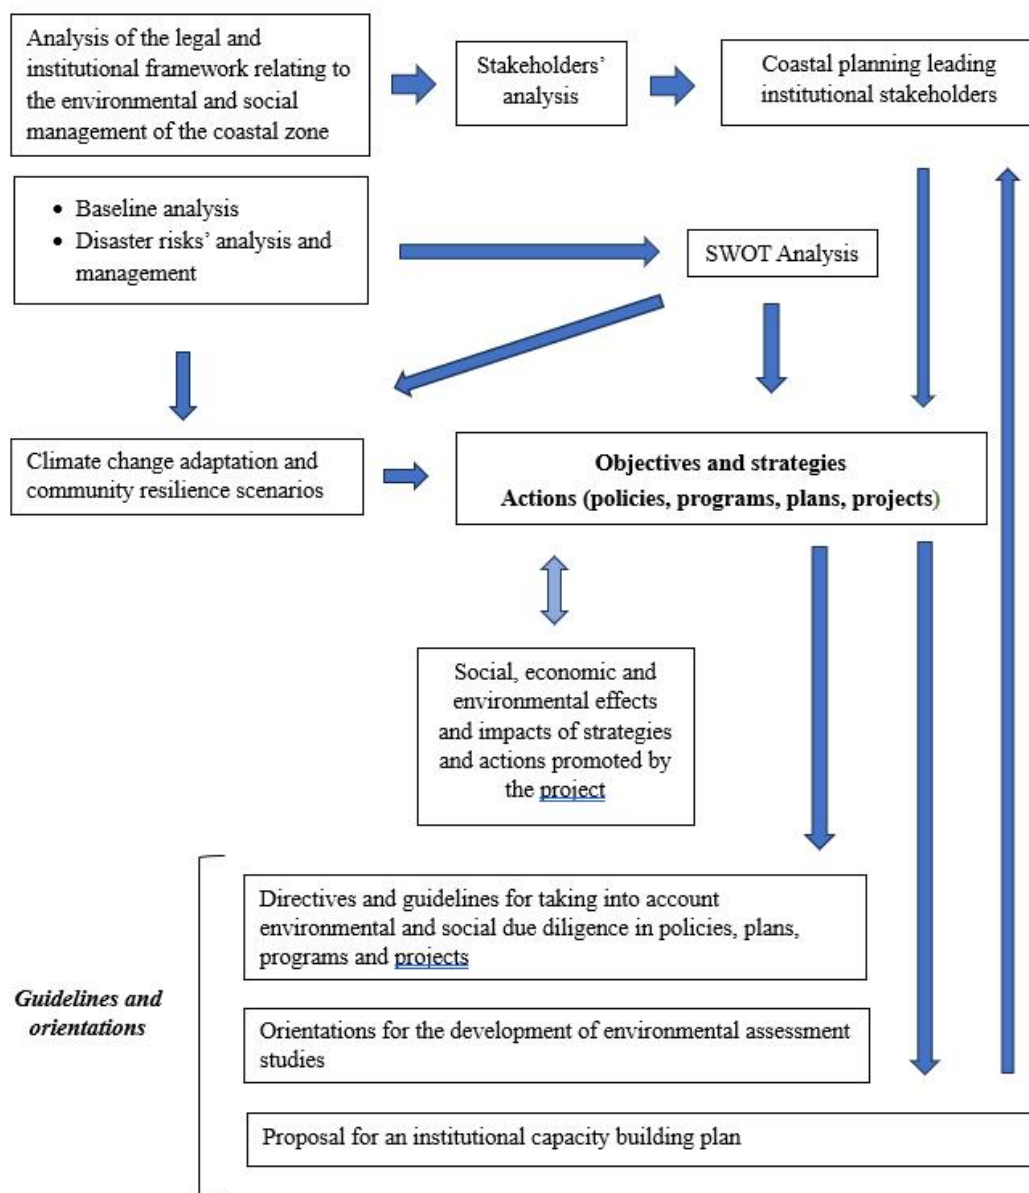 Analysis of the legal and
institutional framework relating to
the environmental and social
management of the coastal zone
Stakeholders’
analysis
Coastal planning leading
institutional stakeholders
• Baseline analysis
• Disaster risks’ analysis and
management
SWOT Analysis
Climate change adaptation and
community resilience scenarios
Objectives and strategies
Actions (policies, programs, plans, projects)
Social, economic and
environmental effects
and impacts of strategies
and actions promoted by
the project
Directives and guidelines for taking into account
environmental and social due diligence in policies, plans,
programs and projects
Guidelines and
orientations
Orientations for the development of environmental assessment
studies
Proposal for an institutional capacity building plan